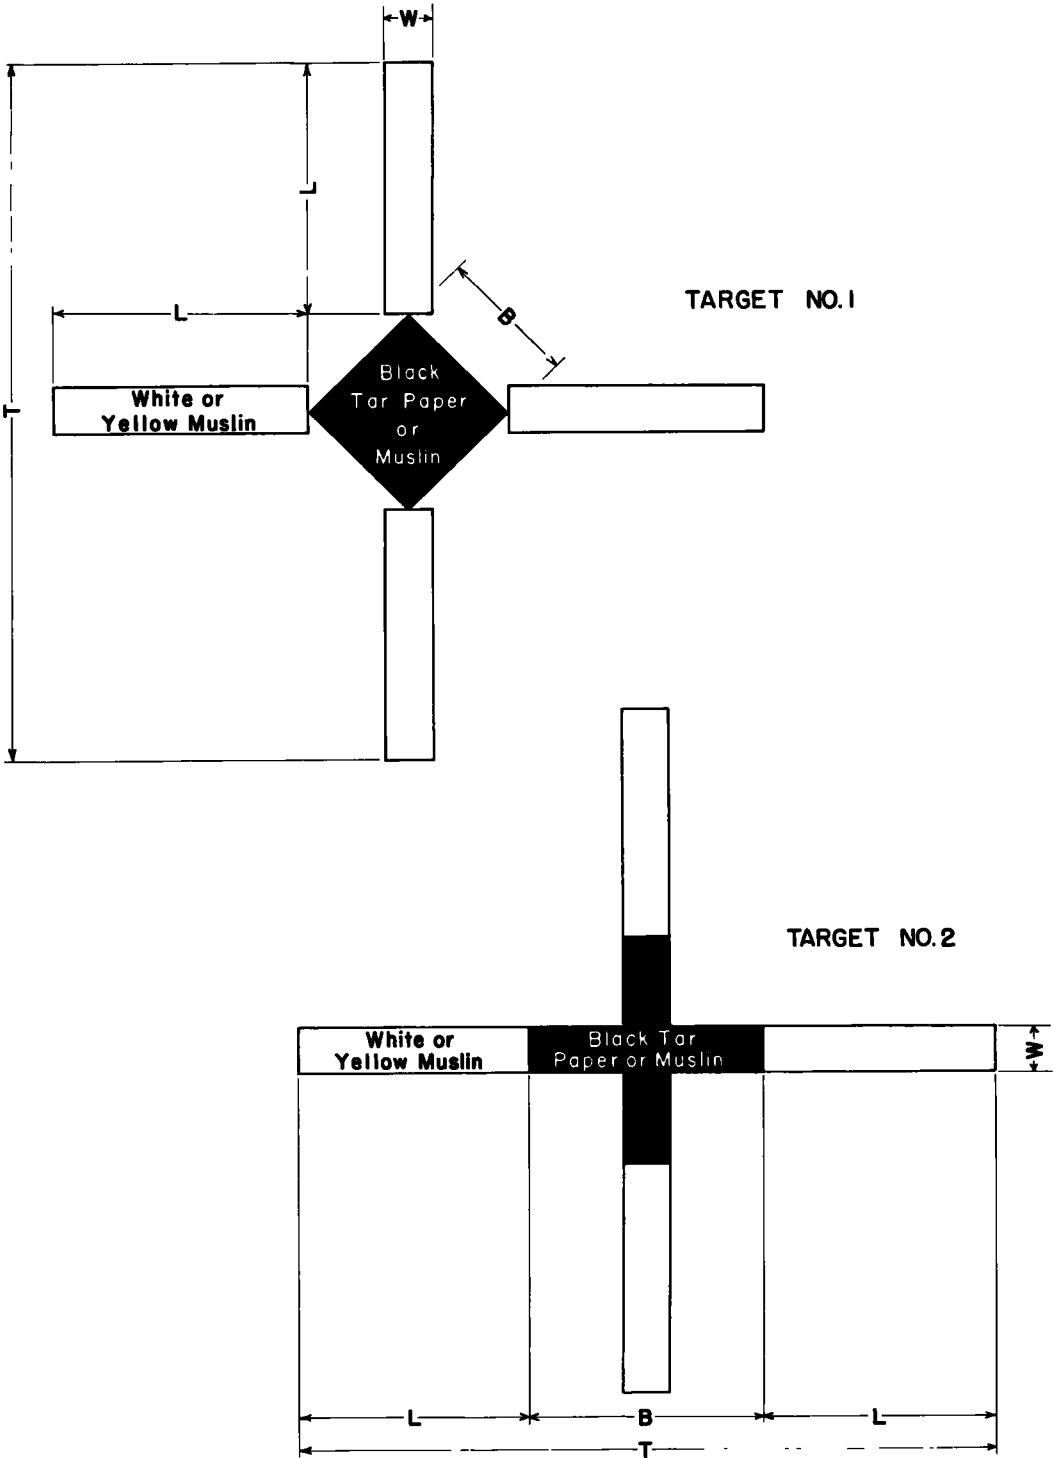 W
L
TARGET NO. 1
L
B
Black
Tar Paper
or
Muslin
White or
Yellow Muslin
T
TARGET NO. 2
White or
Yellow Muslin
Black Tar
Paper or Muslin
W
L B L
T